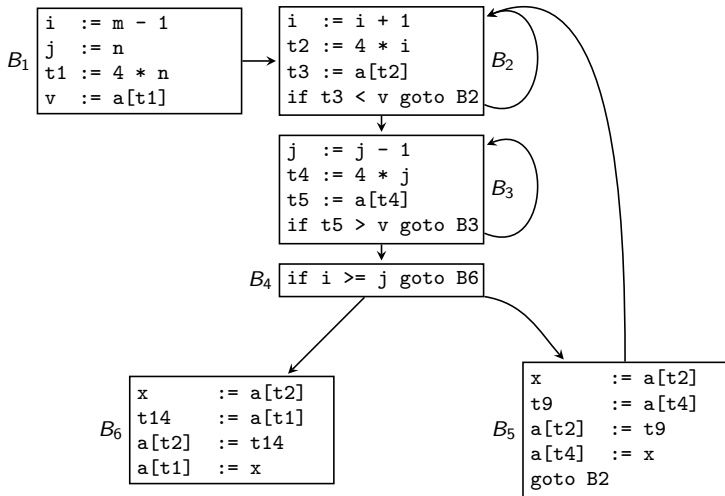 B1
i := m - 1
j := n
t1 := 4 * n
v := a[t1]
B2
i := i + 1
t2 := 4 * i
t3 := a[t2]
if t3 < v goto B2
B3
j := j - 1
t4 := 4 * j
t5 := a[t4]
if t5 > v goto B3
B4
if i >= j goto B6
B6
x := a[t2]
t14 := a[t1]
a[t2] := t14
a[t1] := x
B5
x := a[t2]
t9 := a[t4]
a[t2] := t9
a[t4] := x
goto B2